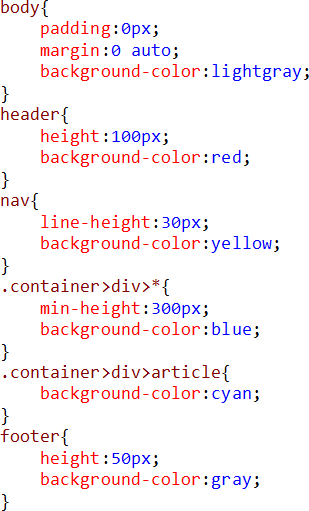 body{
    padding:0px;
    margin:0 auto;
    background-color:lightgray;
}
header{
    height:100px;
    background-color:red;
}
nav{
    line-height:30px;
    background-color:yellow;
}
.container>div>*{
    min-height:300px;
    background-color:blue;
}
.container>div>article{
    background-color:cyan;
}
footer{
    height:50px;
    background-color:gray;
}